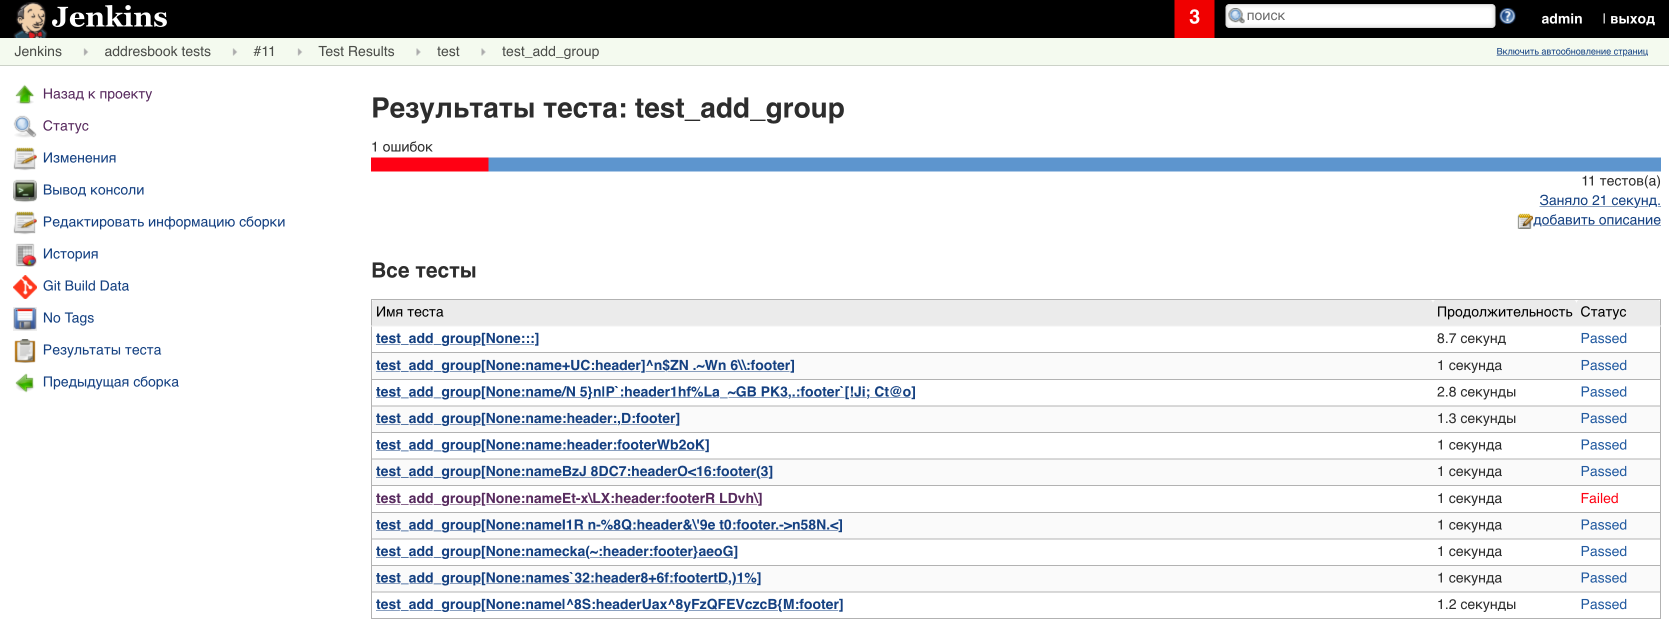 Jenkins
3
поиск
admin
| выход
Jenkins
addresbook tests
#11
Test Results
test
test_add_group
Включить автообновление страниц
Назад к проекту
Статус
Изменения
Вывод консоли
Редактировать информацию сборки
История
Git Build Data
No Tags
Результаты теста
Предыдущая сборка
Результаты теста: test_add_group
1 ошибок
11 тестов(а)
Заняло 21 секунд.
добавить описание
Все тесты
Имя теста Продолжительность Статус
test_add_group[None:::] 8.7 секунд Passed
test_add_group[None:name+UC:header]^n$ZN .~Wn 6\\:footer] 1 секунда Passed
test_add_group[None:name/N 5}n|P`:header1hf%La_~GB PK3,.:footer`[!Ji; Ct@o] 2.8 секунды Passed
test_add_group[None:name:header:,D:footer] 1.3 секунды Passed
test_add_group[None:name:header:footerWb2oK] 1 секунда Passed
test_add_group[None:nameBzJ 8DC7:headerO<16:footer(3] 1 секунда Passed
test_add_group[None:nameEt-x\LX:header:footerR LDvh\] 1 секунда Failed
test_add_group[None:nameI1R n-%8Q:header&\'9e t0:footer.->n58N.<] 1 секунда Passed
test_add_group[None:namecka(~:header:footer}aeoG] 1 секунда Passed
test_add_group[None:names`32:header8+6f:footertD,)1%] 1 секунда Passed
test_add_group[None:name|^8S:headerUax^8yFzQFEVczcB{M:footer] 1.2 секунды Passed